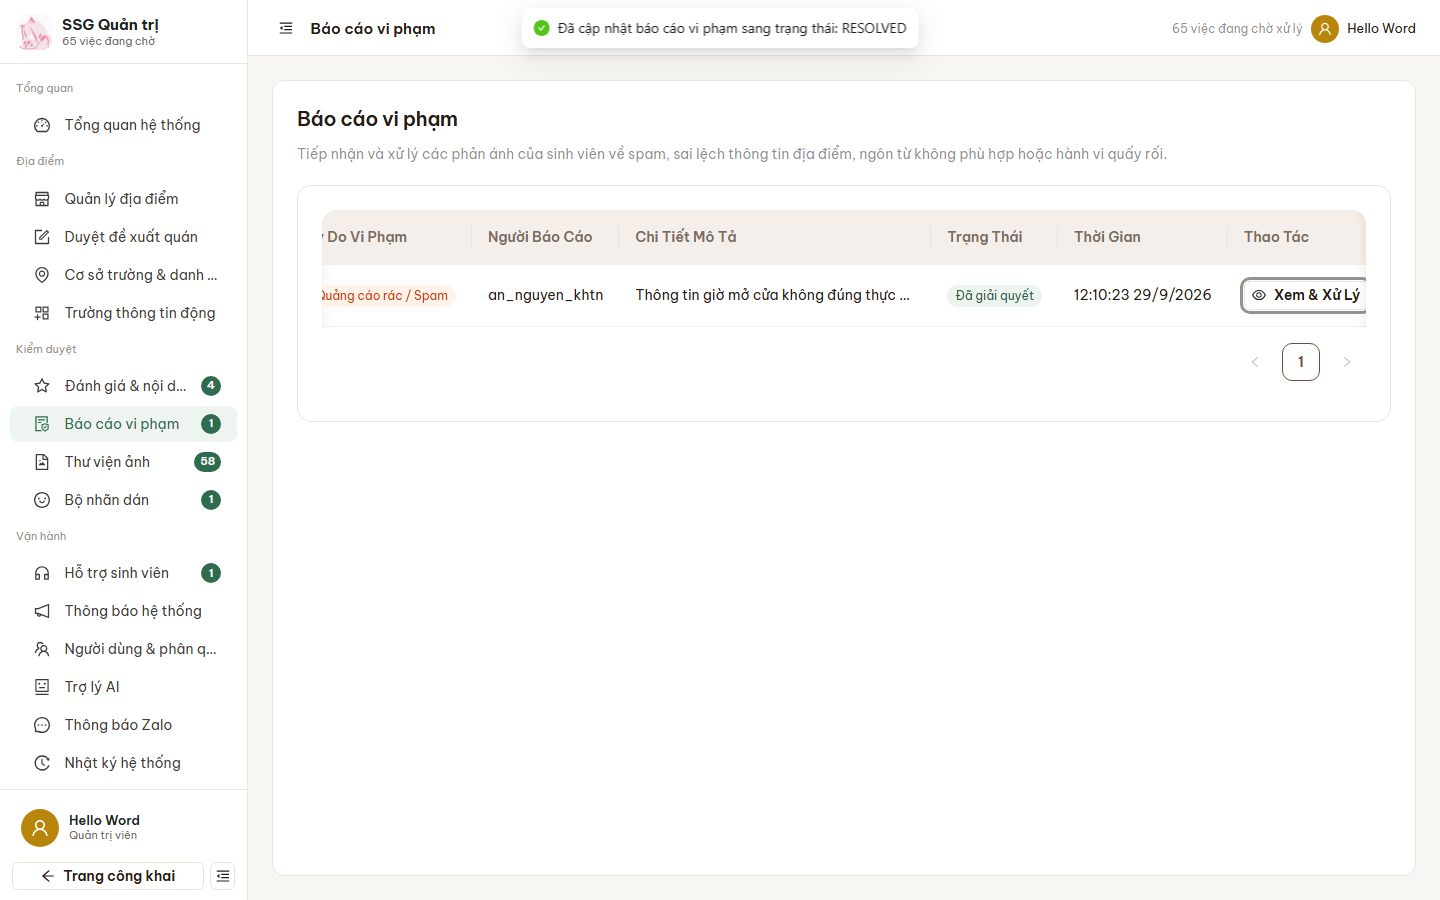 SSG Quản trị
65 việc đang chờ
Báo cáo vi phạm
Đã cập nhật báo cáo vi phạm sang trạng thái: RESOLVED
65 việc đang chờ xử lý
Hello Word
Tổng quan
Tổng quan hệ thống
Địa điểm
Quản lý địa điểm
Duyệt đề xuất quán
Cơ sở trường & danh ...
Trường thông tin động
Kiểm duyệt
Đánh giá & nội d... 4
Báo cáo vi phạm 1
Thư viện ảnh 58
Bộ nhãn dán 1
Vận hành
Hỗ trợ sinh viên 1
Thông báo hệ thống
Người dùng & phân q...
Trợ lý AI
Thông báo Zalo
Nhật ký hệ thống
Hello Word
Quản trị viên
Trang công khai
Báo cáo vi phạm
Tiếp nhận và xử lý các phản ánh của sinh viên về spam, sai lệch thông tin địa điểm, ngôn từ không phù hợp hoặc hành vi quấy rối.
Do Vi Phạm Người Báo Cáo Chi Tiết Mô Tả Trạng Thái Thời Gian Thao Tác
Quảng cáo rác / Spam an_nguyen_khtn Thông tin giờ mở cửa không đúng thực ... Đã giải quyết 12:10:23 29/9/2026 Xem & Xử Lý
1